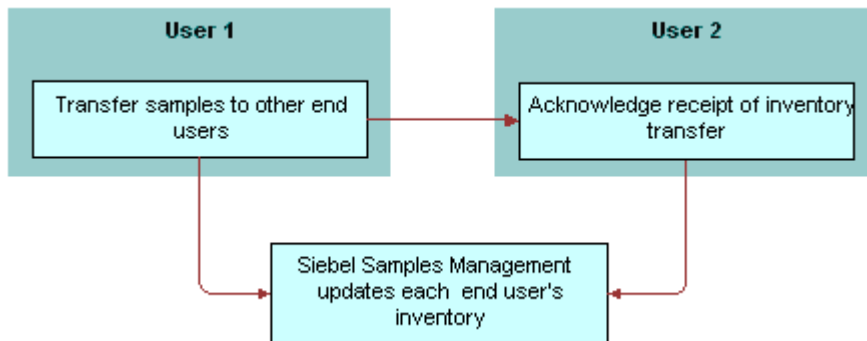 User 1
User 2
Transfer samples to other end
users
Acknowledge receipt of inventory
transfer
Siebel Samples Management
updates each end user's
inventory